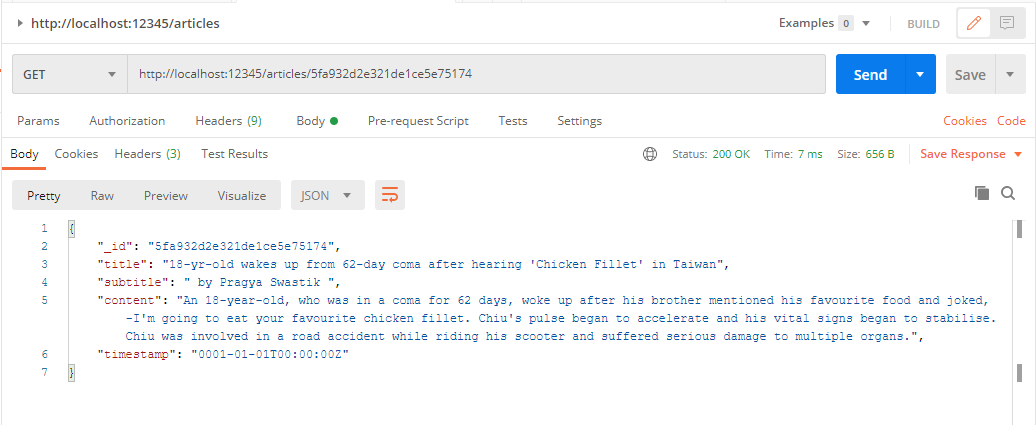 http://localhost:12345/articles Examples 0 BUILD
GET http://localhost:12345/articles/5fa932d2e321de1ce5e75174 Send Save
Params Authorization Headers (9) Body Pre-request Script Tests Settings Cookies Code
Body Cookies Headers (3) Test Results Status: 200 OK Time: 7 ms Size: 656 B Save Response
Pretty Raw Preview Visualize JSON
1 {
2 "_id": "5fa932d2e321de1ce5e75174",
3 "title": "18-yr-old wakes up from 62-day coma after hearing 'Chicken Fillet' in Taiwan",
4 "subtitle": " by Pragya Swastik ",
5 "content": "An 18-year-old, who was in a coma for 62 days, woke up after his brother mentioned his favourite food and joked,
-I'm going to eat your favourite chicken fillet. Chiu's pulse began to accelerate and his vital signs began to stabilise.
Chiu was involved in a road accident while riding his scooter and suffered serious damage to multiple organs.",
6 "timestamp": "0001-01-01T00:00:00Z"
7 }